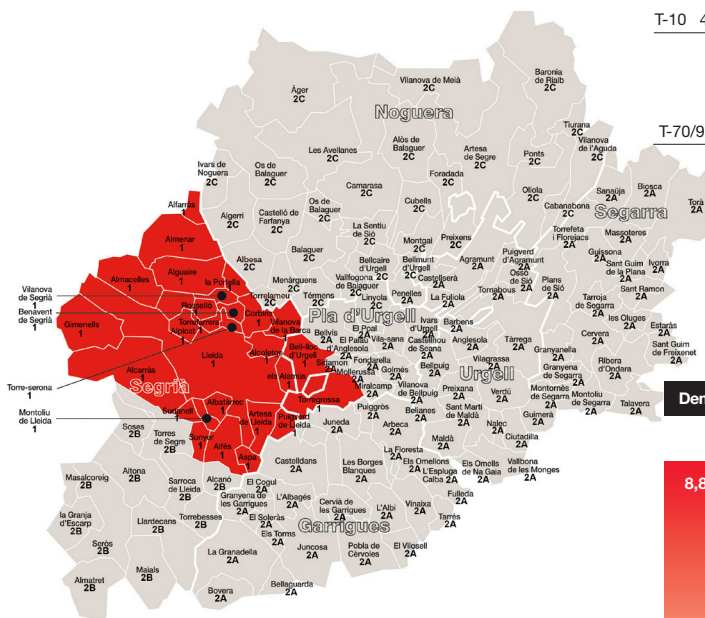 T-10 4
T-70/9
Dem
8,8
Noguera
Segarra
Pla d'Urgell
Urgell
Segrià
Garrigues
Àger
2C
Vilanova de Meià
2C
Baronia
de Rialb
2C
Tiurana
2C
Vilanova
de l'Aguda
2C
Les Avellanes
2C
Alòs de
Balaguer
2C
Artesa
de Segre
2C
Ponts
2C
Ivars de
Noguera
2C
Os de
Balaguer
2C
Camarasa
2C
Foradada
2C
Oliola
2C
Cabanabona
2C
Sanaüja
2A
Biosca
2A
Torà
2A
Alfarràs
1
Algerri
2C
Castelló de
Farfanya
2C
Os de
Balaguer
2C
Cubells
2C
La Sentiu
de Sió
2C
Montgai
2C
Preixens
2C
Torrefeta
i Florejacs
2A
Massoteres
2A
Almenar
1
Albesa
2C
Balaguer
2C
Bellcaire
d'Urgell
2C
Bellmunt
d'Urgell
2C
Agramunt
2A
Puigverd
d'Agramunt
2A
Guissona
2A
Sant Guim
de la Plana
2A
Ivorra
2A
Almacelles
1
Alguaire
1
la Portella
1
Menàrguens
2C
Vallfogona
de Balaguer
2C
Castellserà
2A
Ossó
de Sió
2A
Plans
de Sió
2A
Sant Ramon
2A
Vilanova
de Segrià
1
Benavent
de Segrià
1
Torrelameu
2C
Térmens
2C
Linyola
2C
Penelles
2A
La Fuliola
2A
Tornabous
2A
Tarroja
de Segarra
2A
les Oluges
2A
Estaràs
2A
Rosselló
1
Corbins
1
Gimenells
1
Torrefarrera
1
Alpicat
1
Vilanova
de la Barca
1
Bellvís
2A
El Poal
2A
El Palau
d'Anglesola
2A
Vila-sana
2A
Ivars
d'Urgell
2A
Barbens
2A
Castellnou
de Seana
2A
Anglesola
2A
Tàrrega
2A
Cervera
2A
Granyanella
2A
Sant Guim
de Freixenet
2A
Lleida
1
Alcoletge
1
Bell-lloc
d'Urgell
1
Sidamon
2A
Fondarella
2A
Mollerussa
2A
Golmés
2A
Bellpuig
2A
Vilagrassa
2A
Granyena
de Segarra
2A
Ribera
d'Ondara
2A
Alcarràs
1
els Alamús
1
Miralcamp
2A
Vilanova
de Bellpuig
2A
Preixana
2A
Verdú
2A
Montornès
de Segarra
2A
Montoliu de
Segarra
2A
Talavera
2A
Torre-serona
1
Montoliu
de Lleida
1
Sudanell
1
Albatàrrec
1
Artesa
de Lleida
1
Puigverd
de Lleida
1
Torregrossa
1
Puiggròs
2A
Belianes
2A
Sant Martí
de Maldà
2A
Nalec
2A
Guimerà
2A
Ciutadilla
2A
Soses
2B
Torres
de Segre
2B
Sunyer
1
Alfés
1
Aspa
1
Juneda
2A
Arbeca
2A
Maldà
2A
Vallbona
de les Monges
2A
Masalcoreig
2B
Aitona
2B
Sarroca
de Lleida
2B
Alcanó
2B
El Cogul
2A
Castelldans
2A
Les Borges
Blanques
2A
La Floresta
2A
Els Omellons
2A
L'Espluga
Calba 2A
Els Omells
de Na Gaia
2A
Fulleda
2A
la Granja
d'Escarp
2B
Llardecans
2B
Torrebesses
2B
Granyena de
les Garrigues
2A
L'Albagés
2A
Cervià de
les Garrigues
2A
L'Albi
2A
Vinaixa
2A
Tarrés
2A
Seròs
2B
El Soleràs
2A
Els Torms
2A
Juncosa
2A
Pobla de
Cèrvoles
2A
El Vilosell
2A
Almatret
2B
Maials
2B
La Granadella
2A
Bovera
2A
Bellaguarda
2A